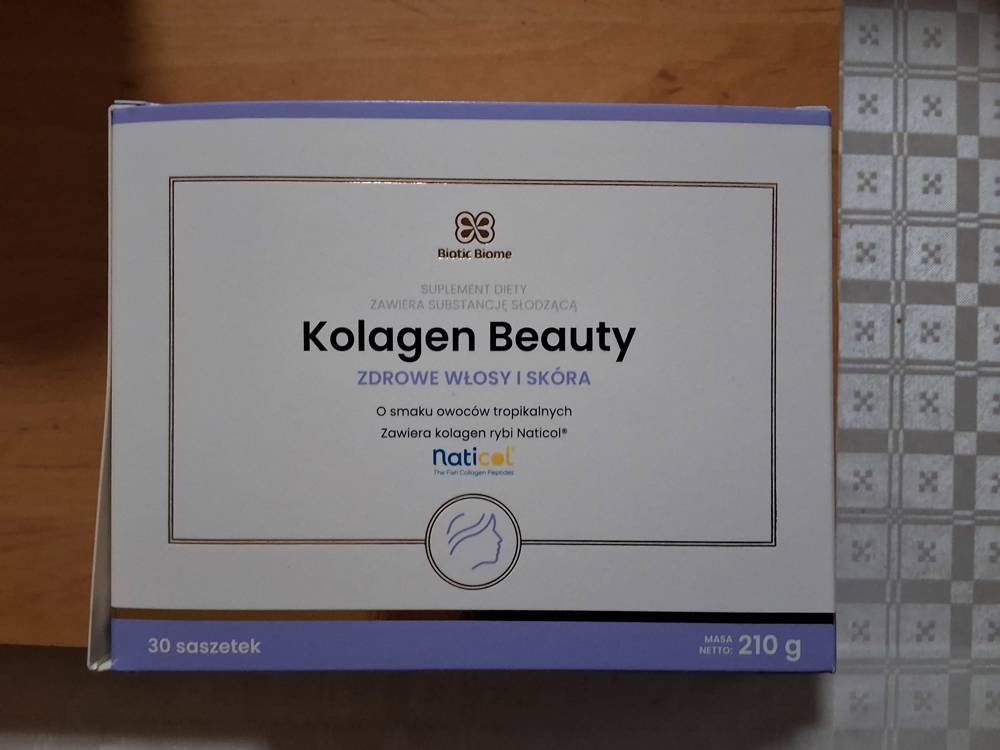 Biotic Biome
SUPLEMENT DIETY
ZAWIERA SUBSTANCJĘ SŁODZĄCĄ
Kolagen Beauty
ZDROWE WŁOSY I SKÓRA
O smaku owoców tropikalnych
Zawiera kolagen rybi Naticol®
naticol®
The Fish Collagen Peptides
30 saszetek
MASA
NETTO: 210 g